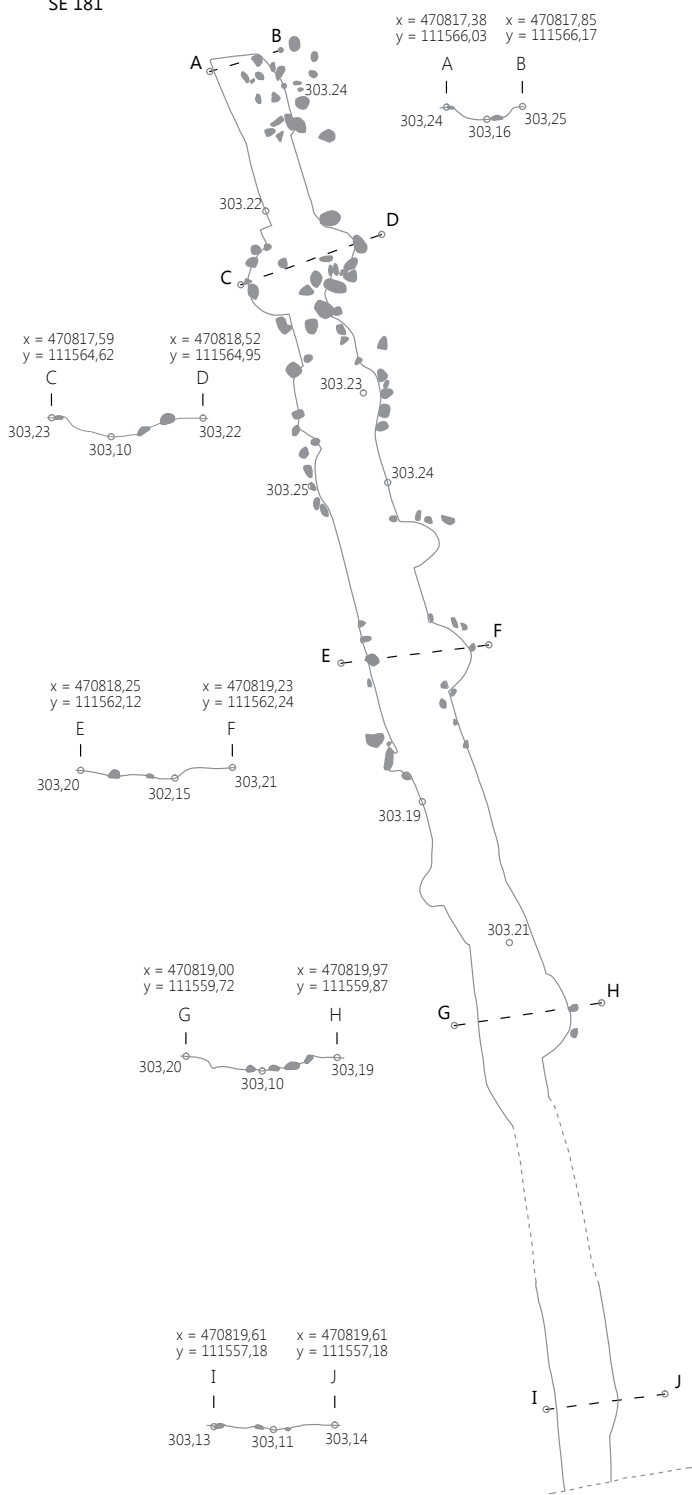 SE 181
x = 470817,38 x = 470817,85
y = 111566,03 y = 111566,17
A B
303,24 303,16 303,25
A B
303.24
303.22
C D
x = 470817,59 x = 470818,52
y = 111564,62 y = 111564,95
C D
303,23 303,10 303,22
303.23
303.24
303.25
E F
x = 470818,25 x = 470819,23
y = 111562,12 y = 111562,24
E F
303,20 302,15 303,21
303.19
303.21
x = 470819,00 x = 470819,97
y = 111559,72 y = 111559,87
G H
303,20 303,10 303,19
G H
x = 470819,61 x = 470819,61
y = 111557,18 y = 111557,18
I J
303,13 303,11 303,14
I J